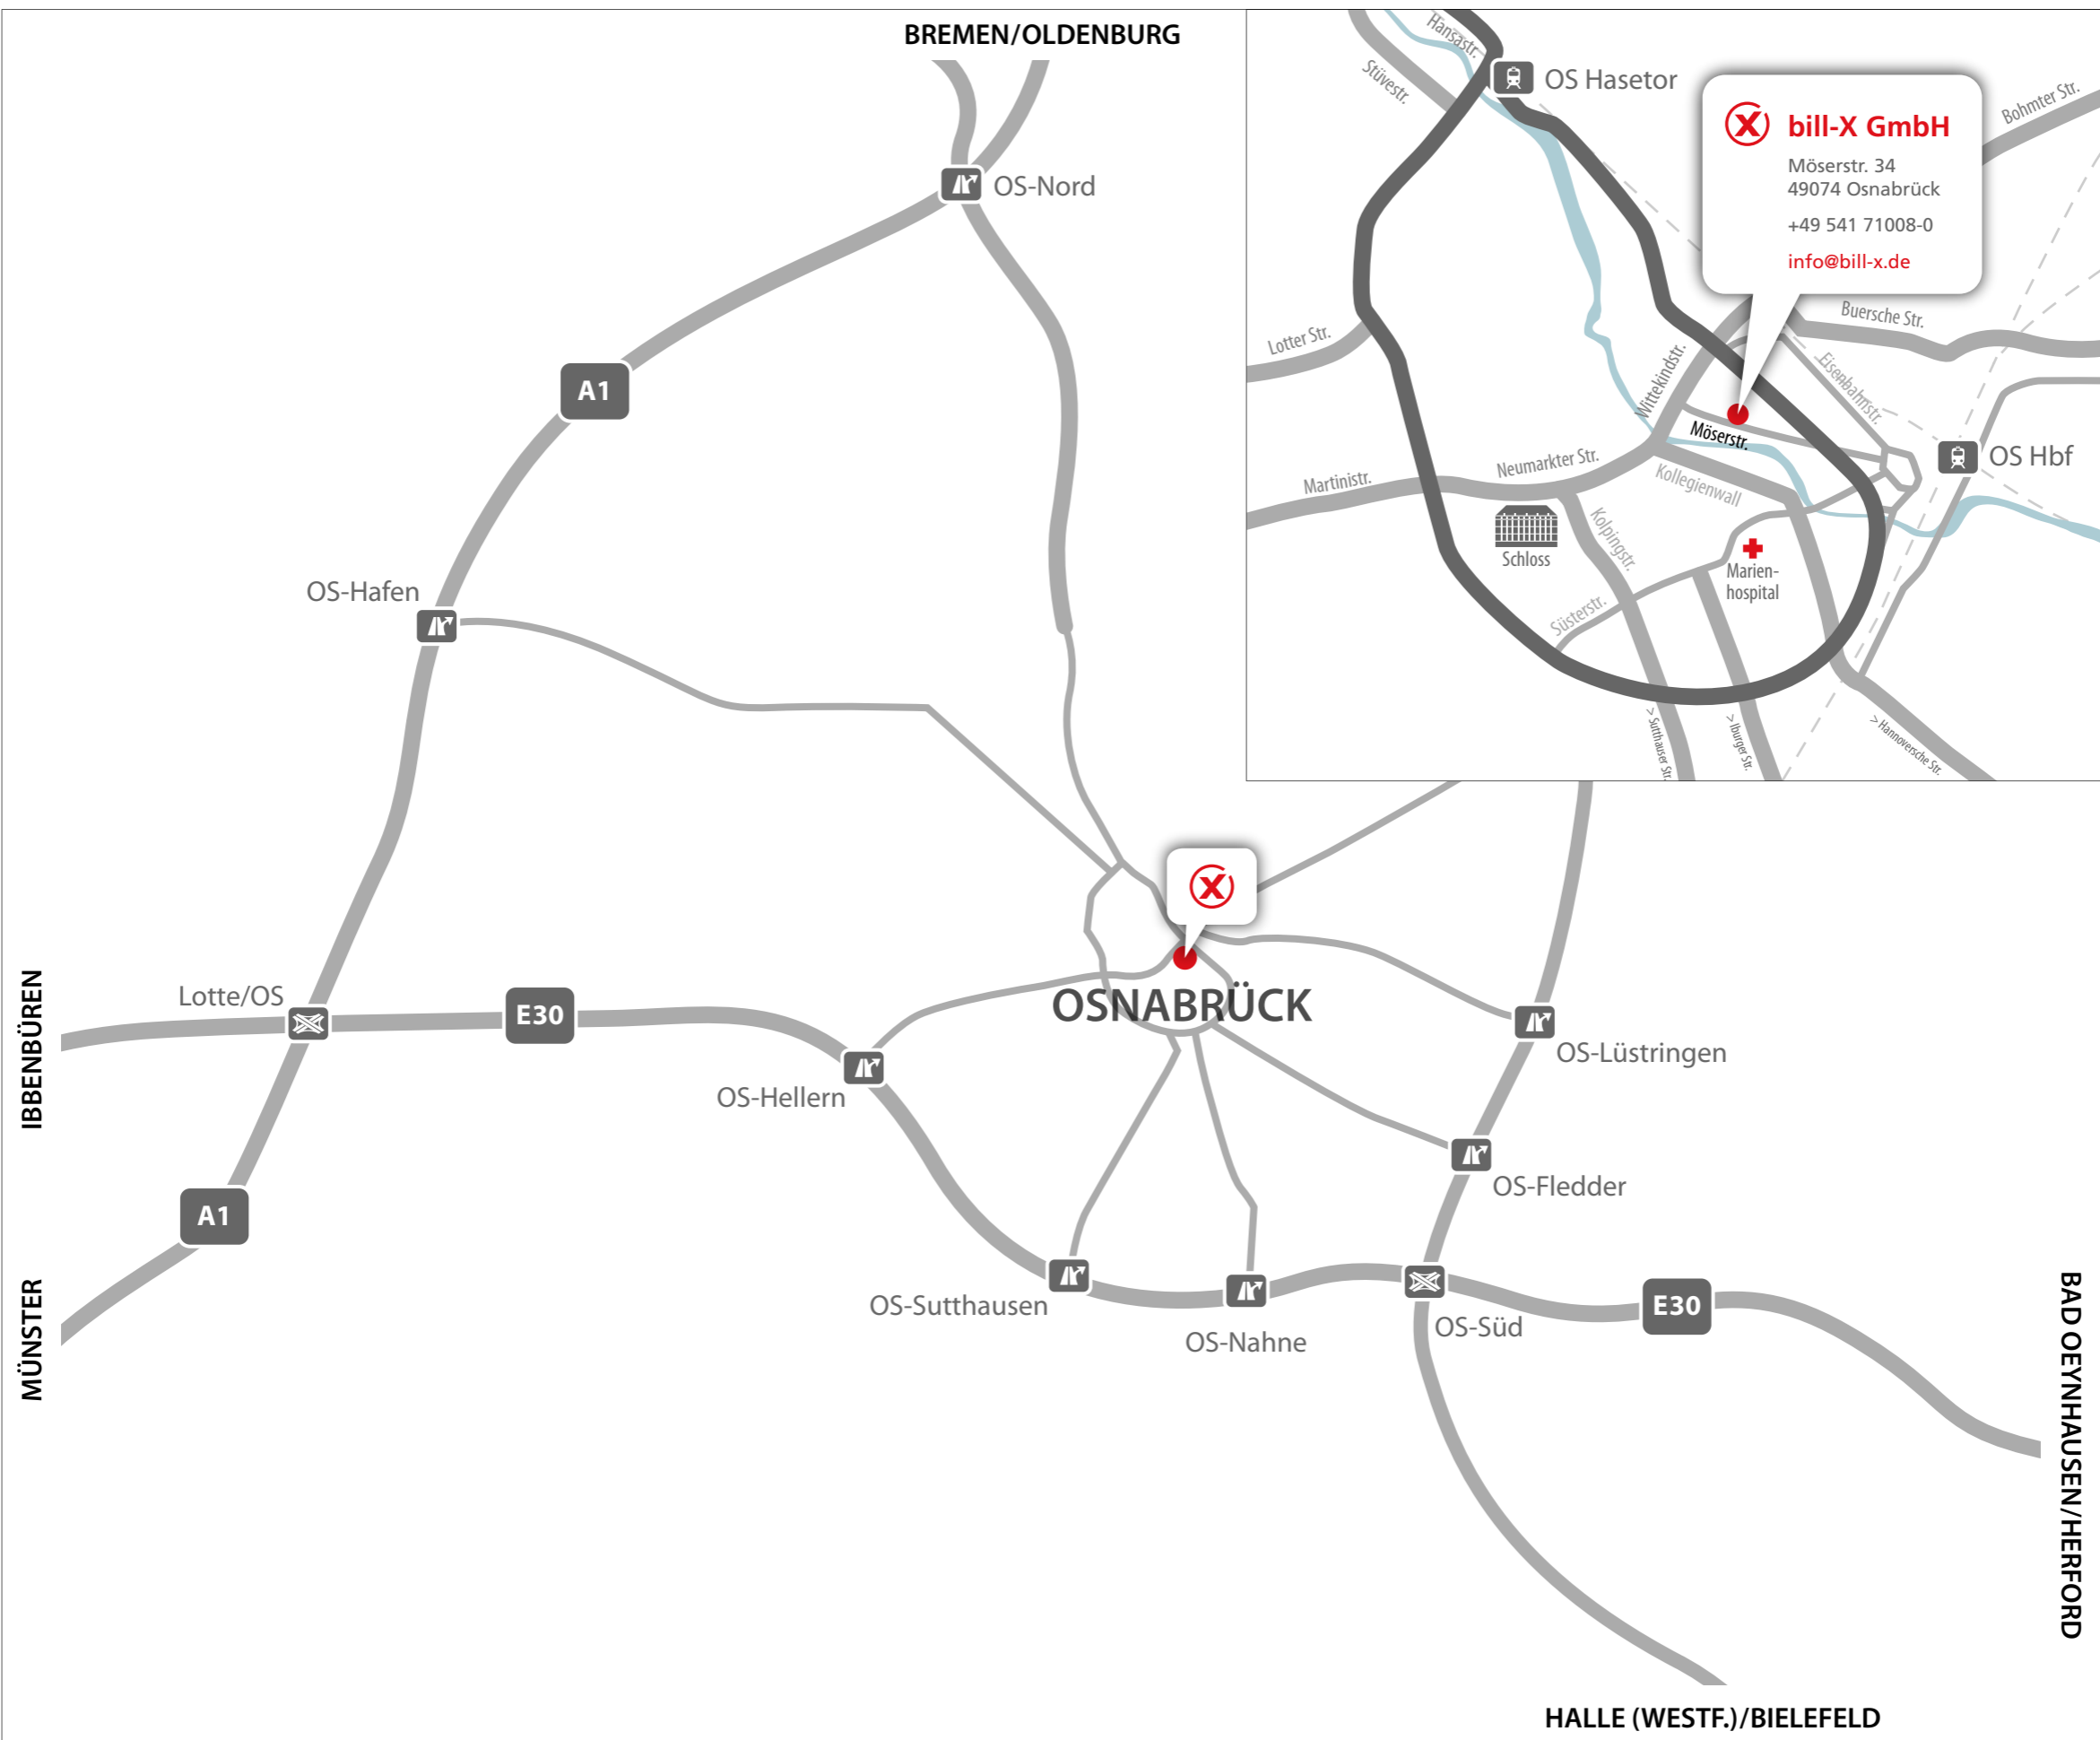 BREMEN/OLDENBURG
OS-Nord
A1
OS-Hafen
Lotte/OS
E30
OS-Hellern
IBBENBÜREN
A1
MÜNSTER
X
OSNABRÜCK
OS-Lüstringen
OS-Fledder
OS-Sutthausen
OS-Nahne
OS-Süd
E30
BAD OEYNHAUSEN/HERFORD
HALLE (WESTF.)/BIELEFELD
Hansastr.
Stüvestr.
OS Hasetor
X
bill-X GmbH
Möserstr. 34
49074 Osnabrück
+49 541 71008-0
info@bill-x.de
Bohmter Str.
Lotter Str.
Buersche Str.
Wittekindstr.
Eisenbahnstr.
Möserstr.
OS Hbf
Martinistr.
Neumarkter Str.
Kollegienwall
Schloss
Kolpingstr.
Marien-
hospital
Süsterstr.
> Sutthauser Str.
> Iburger Str.
> Hannoversche Str.